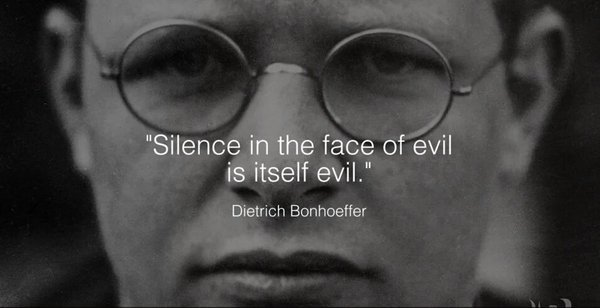 "Silence in the face of evil
is itself evil."
Dietrich Bonhoeffer